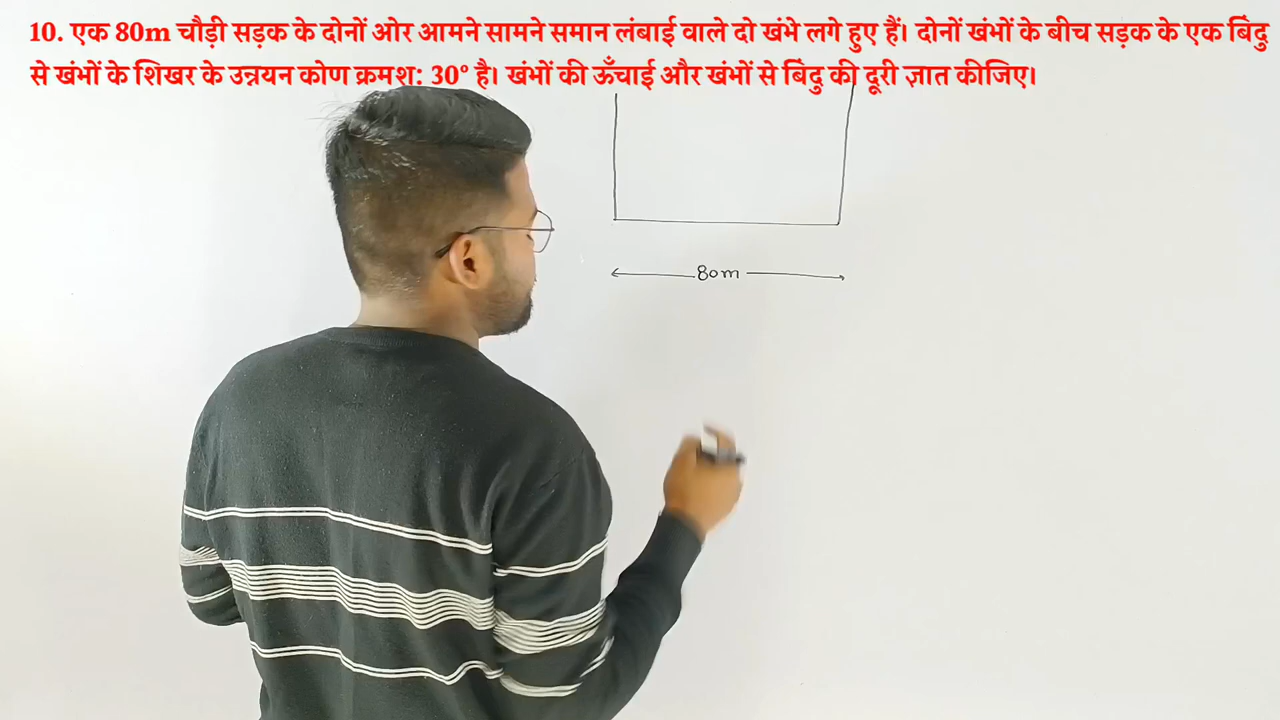 10. एक 80m चौड़ी सड़क के दोनों ओर आमने सामने समान लंबाई वाले दो खंभे लगे हुए हैं। दोनों खंभों के बीच सड़क के एक बिंदु
से खंभों के शिखर के उन्नयन कोण क्रमश: 30° है। खंभों की ऊँचाई और खंभों से बिंदु की दूरी ज्ञात कीजिए।
80m